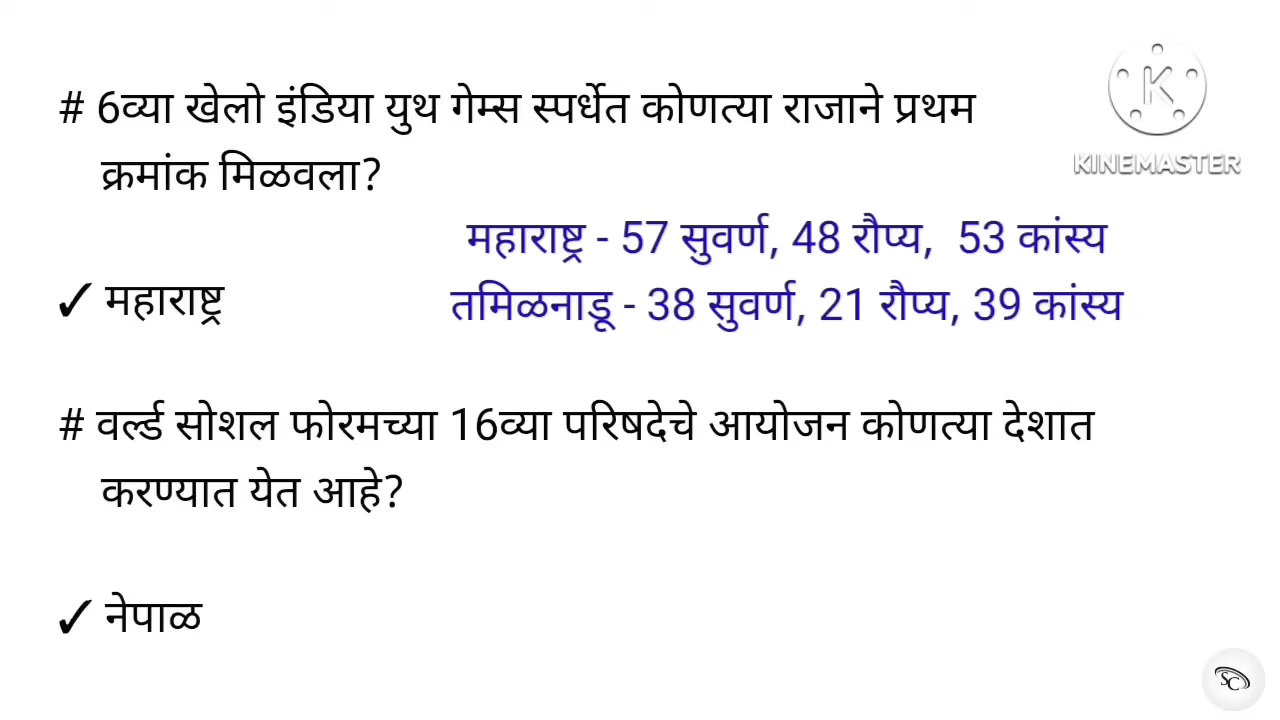 # 6व्या खेलो इंडिया युथ गेम्स स्पर्धेत कोणत्या राजाने प्रथम
क्रमांक मिळवला?
महाराष्ट्र - 57 सुवर्ण, 48 रौप्य, 53 कांस्य
✓ महाराष्ट्र
तमिळनाडू - 38 सुवर्ण, 21 रौप्य, 39 कांस्य
# वर्ल्ड सोशल फोरमच्या 16व्या परिषदेचे आयोजन कोणत्या देशात
करण्यात येत आहे?
✓ नेपाळ
K
KINEMASTER
SC